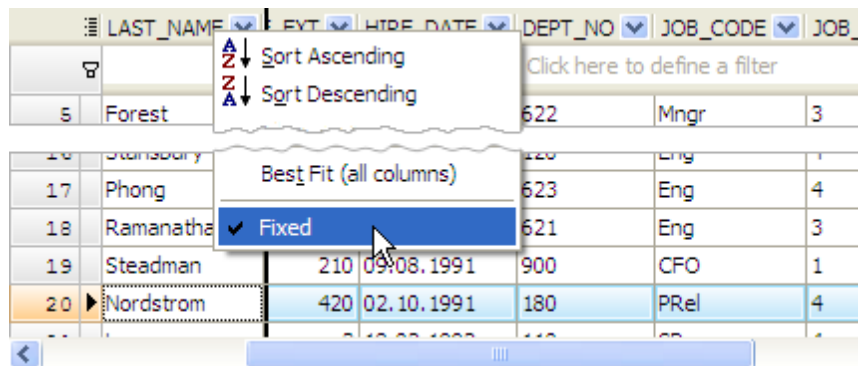 LAST_NAME EXT HIRE_DATE DEPT_NO JOB_CODE JOB_
Sort Ascending
Click here to define a filter
Sort Descending
5 Forest 622 Mngr 3
Best Fit (all columns)
17 Phong 623 Eng 4
Fixed
18 Ramanatha 621 Eng 3
19 Steadman 210 09.08.1991 900 CFO 1
20 Nordstrom 420 02.10.1991 180 PRel 4